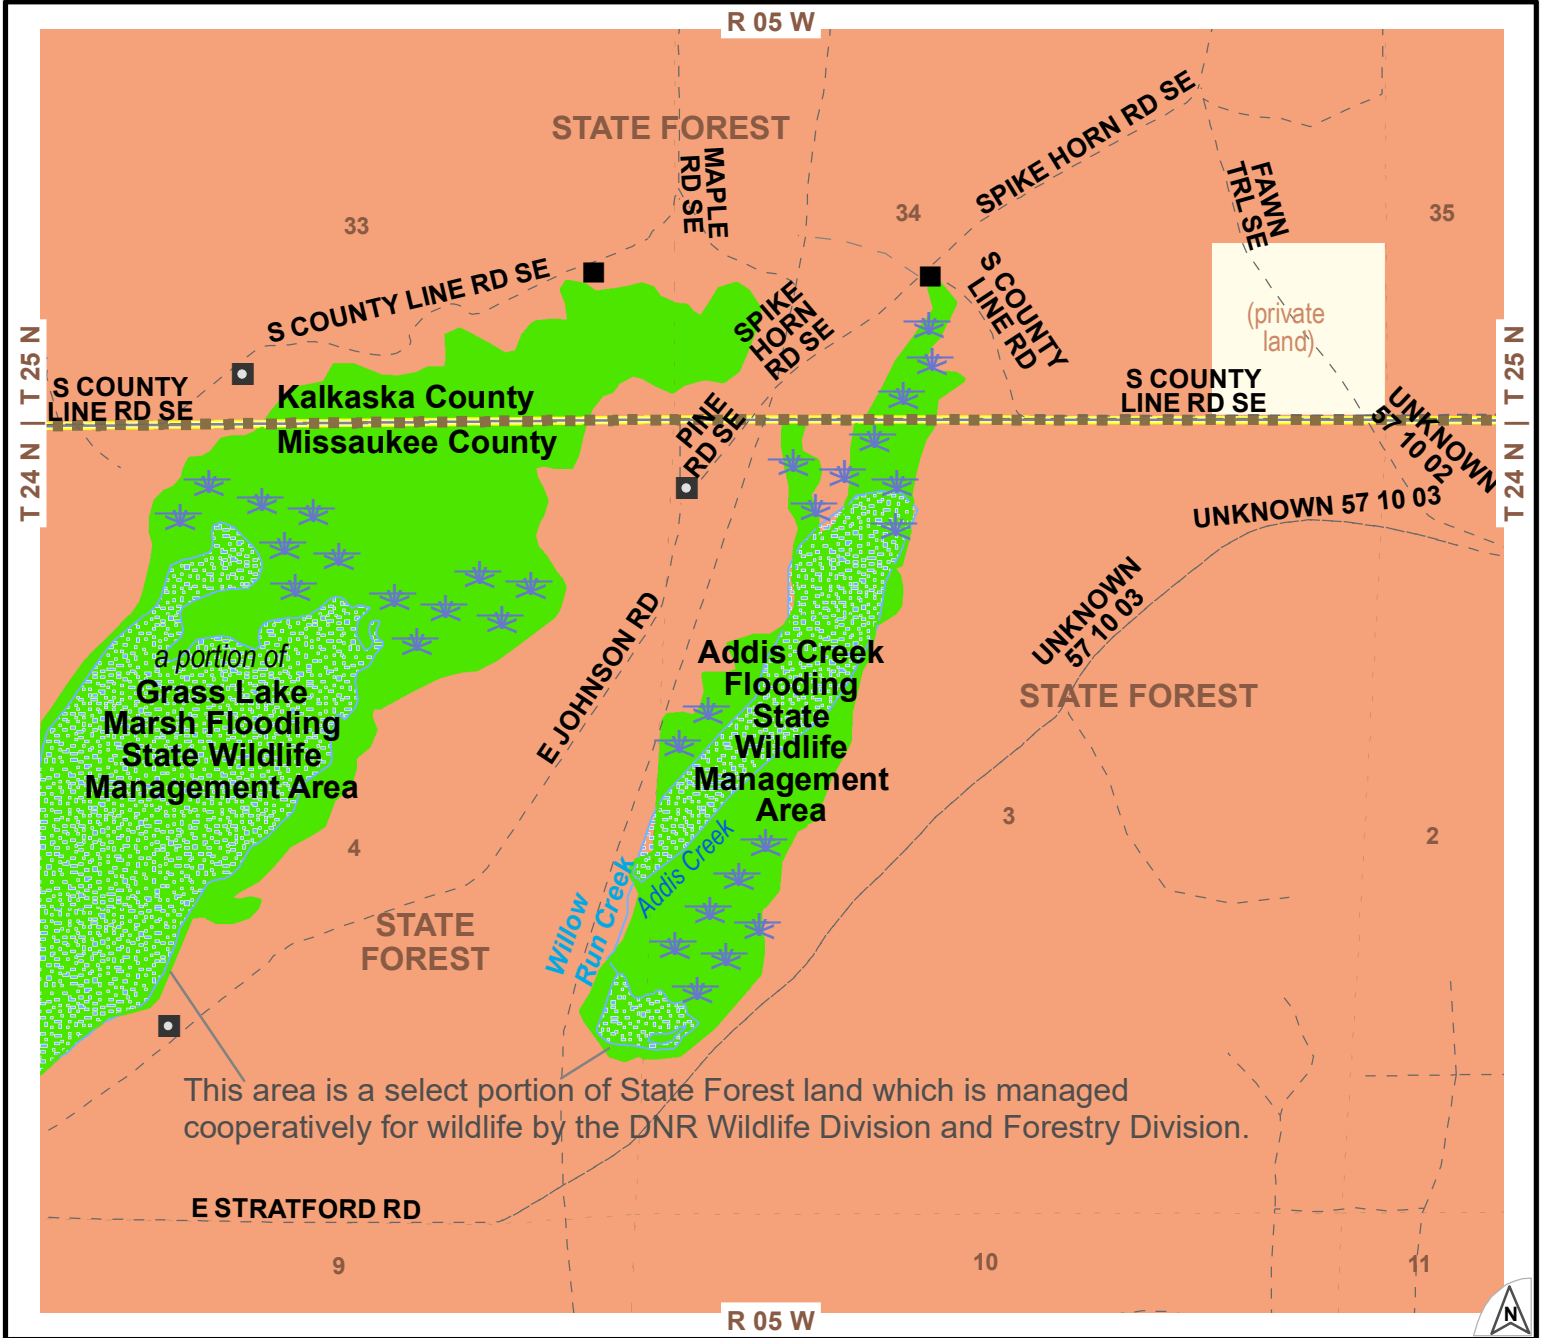 R 05 W
STATE FOREST
SPIKE HORN RD SE
MAPLE
RD SE
FAWN
TRL SE
33
34
35
S COUNTY LINE RD SE
S COUNTY
LINE RD
SPIKE
HORN
RD SE
(private
land)
T 24 N | T 25 N
T 24 N | T 25 N
S COUNTY
LINE RD SE
Kalkaska County
Missaukee County
S COUNTY
LINE RD SE
PINE
RD SE
UNKNOWN
57 10 02
UNKNOWN 57 10 03
UNKNOWN
57 10 03
E JOHNSON RD
a portion of
Grass Lake
Marsh Flooding
State Wildlife
Management Area
Addis Creek
Flooding
State
Wildlife
Management
Area
STATE FOREST
4
3
2
Addis Creek
Willow
Run Creek
STATE
FOREST
This area is a select portion of State Forest land which is managed
cooperatively for wildlife by the DNR Wildlife Division and Forestry Division.
E STRATFORD RD
9
10
11
R 05 W
N